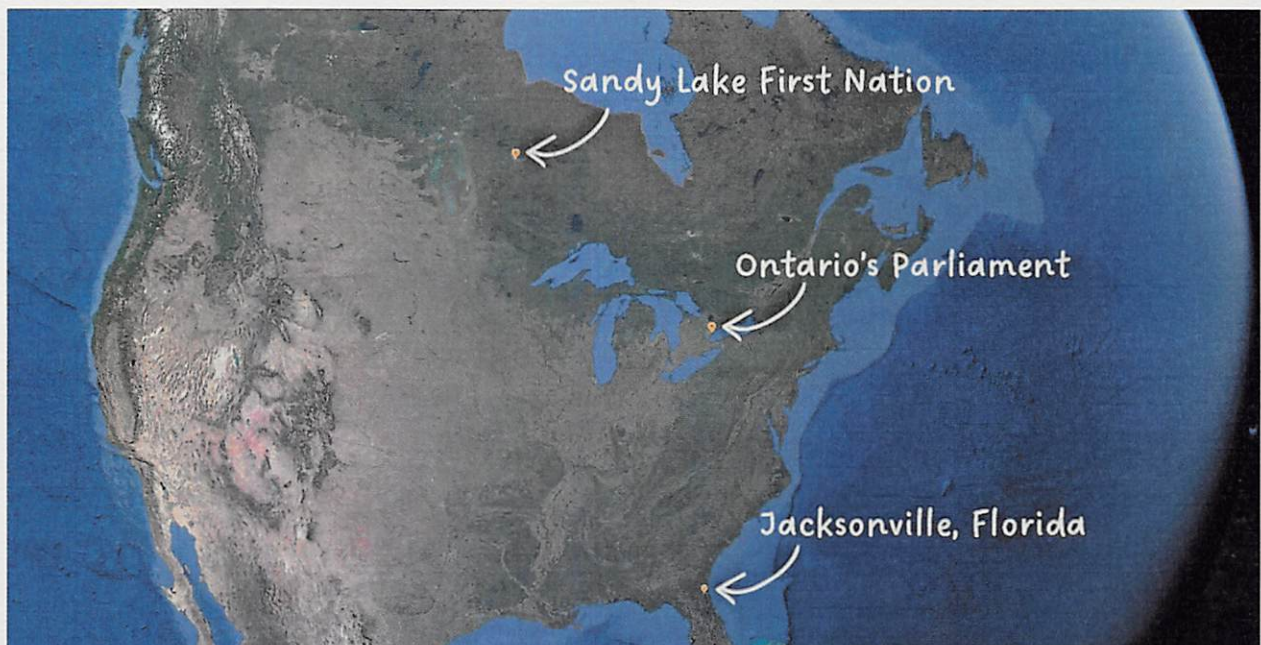 Sandy Lake First Nation
Ontario's Parliament
Jacksonville, Florida